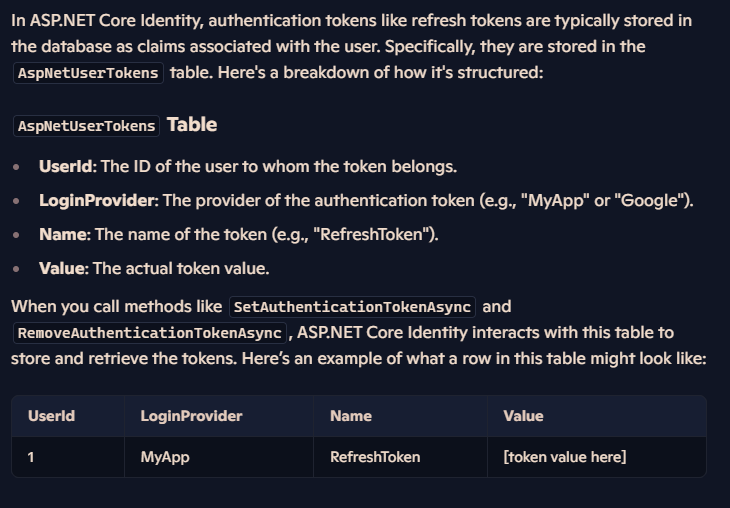 In ASP.NET Core Identity, authentication tokens like refresh tokens are typically stored in
the database as claims associated with the user. Specifically, they are stored in the
AspNetUserTokens table. Here's a breakdown of how it's structured:
AspNetUserTokens Table
• UserId: The ID of the user to whom the token belongs.
• LoginProvider: The provider of the authentication token (e.g., "MyApp" or "Google").
• Name: The name of the token (e.g., "RefreshToken").
• Value: The actual token value.
When you call methods like SetAuthenticationTokenAsync and
RemoveAuthenticationTokenAsync, ASP.NET Core Identity interacts with this table to
store and retrieve the tokens. Here's an example of what a row in this table might look like:
UserId LoginProvider Name Value
1 MyApp RefreshToken [token value here]